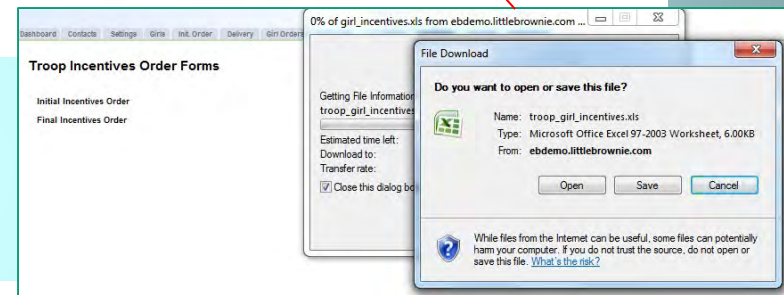 0% of girl_incentives.xls from ebdemo.littlebrownie.com ...
Dashboard Contacts Settings Girls Init. Order Delivery Girl Orders
Troop Incentives Order Forms
Initial Incentives Order
Final Incentives Order
Getting File Information
troop_girl_incentives
Estimated time left:
Download to:
Transfer rate:
Close this dialog bo
File Download
Do you want to open or save this file?
Name: troop_girl_incentives.xls
Type: Microsoft Office Excel 97-2003 Worksheet, 6.00KB
From: ebdemo.littlebrownie.com
Open Save Cancel
While files from the Internet can be useful, some files can potentially
harm your computer. If you do not trust the source, do not open or
save this file. What's the risk?